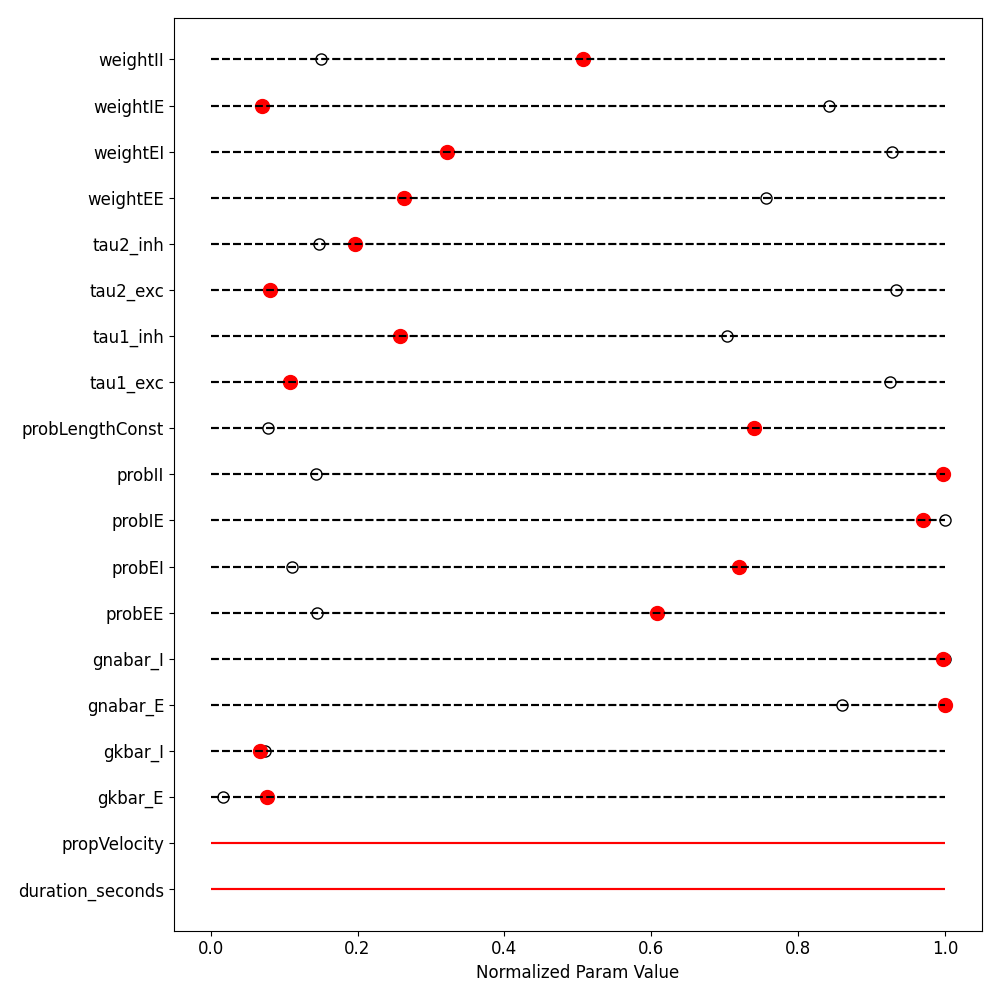 weightII
weightIE
weightEI
weightEE
tau2_inh
tau2_exc
tau1_inh
tau1_exc
probLengthConst
probII
probIE
probEI
probEE
gnabar_I
gnabar_E
gkbar_I
gkbar_E
propVelocity
duration_seconds
0.0 0.2 0.4 0.6 0.8 1.0
Normalized Param Value